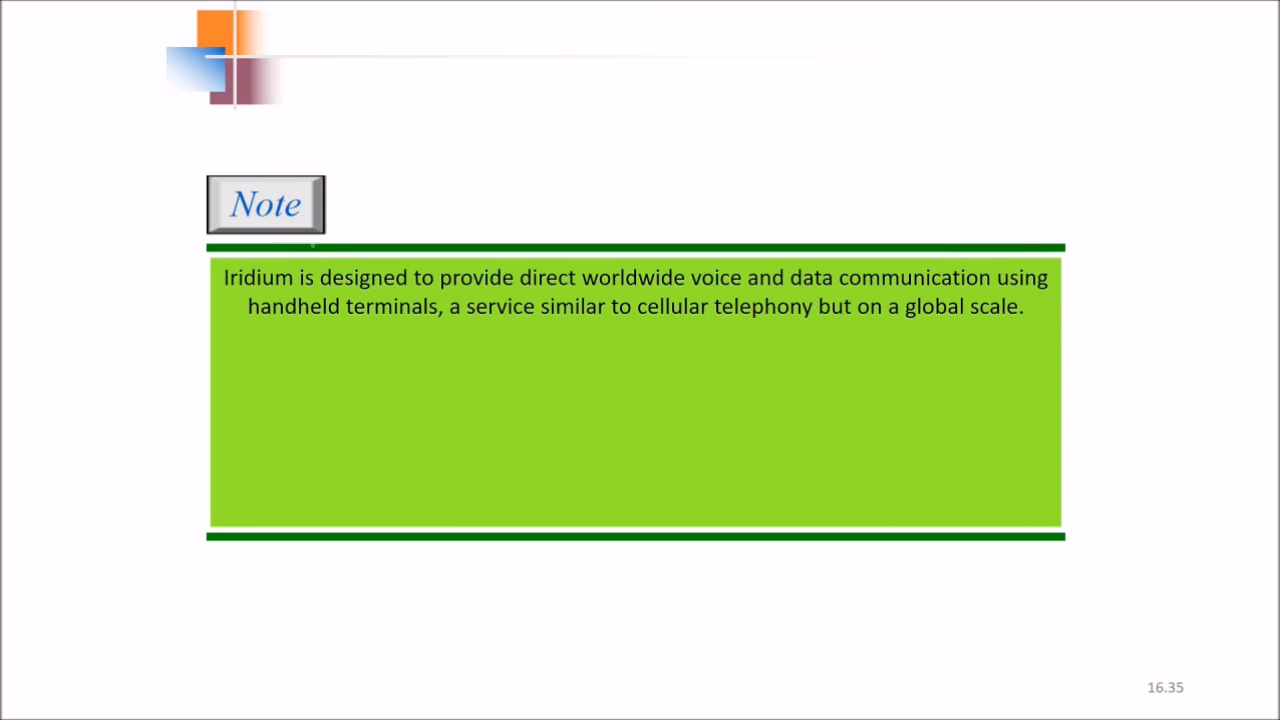 Note
Iridium is designed to provide direct worldwide voice and data communication using
handheld terminals, a service similar to cellular telephony but on a global scale.
16.35